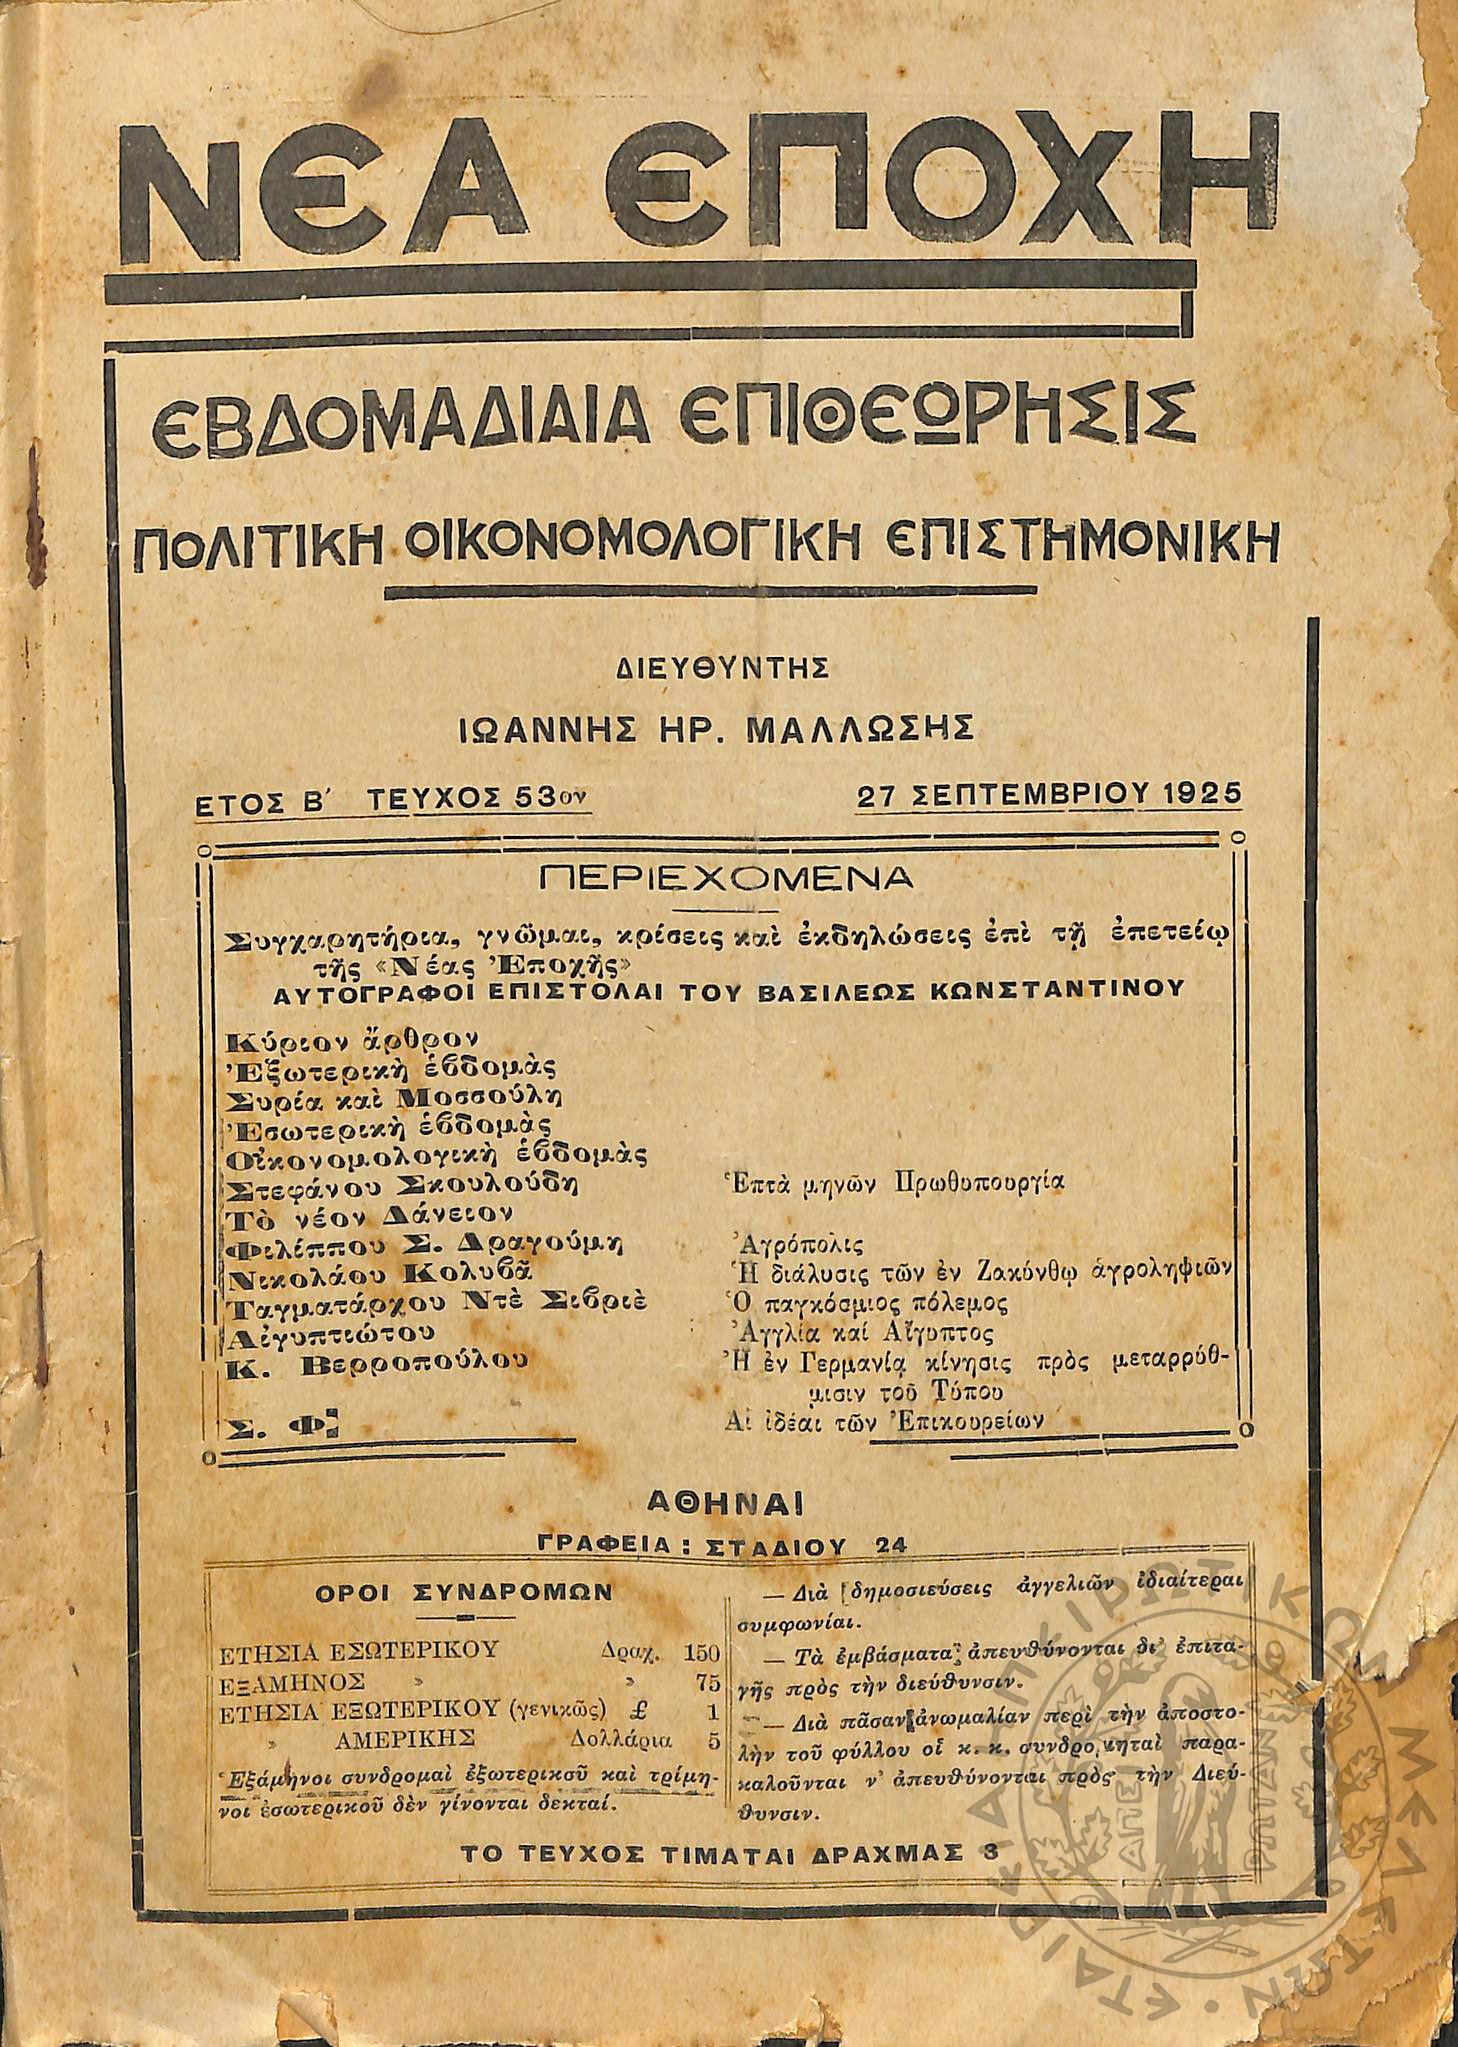 ΝΕΑ ΕΠΟΧΗ
ΕΒΔΟΜΑΔΙΑΙΑ ΕΠΙΘΕΩΡΗΣΙΣ
ΠΟΛΙΤΙΚΗ ΟΙΚΟΝΟΜΟΛΟΓΙΚΗ ΕΠΙΣΤΗΜΟΝΙΚΗ
ΔΙΕΥΘΥΝΤΗΣ
ΙΩΑΝΝΗΣ ΗΡ. ΜΑΛΛΩΣΗΣ
ΕΤΟΣ Β΄ ΤΕΥΧΟΣ 53ον 27 ΣΕΠΤΕΜΒΡΙΟΥ 1925
ΠΕΡΙΕΧΟΜΕΝΑ
Συγχαρητήρια, γνῶμαι, κρίσεις καὶ ἐκδηλώσεις ἐπὶ τῇ ἐπετείῳ
τῆς «Νέας Ἐποχῆς»
ΑΥΤΟΓΡΑΦΟΙ ΕΠΙΣΤΟΛΑΙ ΤΟΥ ΒΑΣΙΛΕΩΣ ΚΩΝΣΤΑΝΤΙΝΟΥ
Κύριον ἄρθρον
Ἐξωτερικὴ ἑβδομὰς
Συρία καὶ Μοσσούλη
Ἐσωτερικὴ ἑβδομὰς
Οἰκονομολογικὴ ἑβδομὰς
Στεφάνου Σκουλούδη Ἑπτὰ μηνῶν Πρωθυπουργία
Τὸ νέον Δάνειον
Φιλίππου Σ. Δραγούμη Ἀγρόπολις
Νικολάου Κολυβᾶ Ἡ διάλυσις τῶν ἐν Ζακύνθῳ ἀγροληψιῶν
Ταγματάρχου Ντὲ Σιβριὲ Ὁ παγκόσμιος πόλεμος
Αἰγυπτιώτου Ἀγγλία καί Αἴγυπτος
Κ. Βερροπούλου Ἡ ἐν Γερμανίᾳ κίνησις πρὸς μεταρρύθ-
μισιν τοῦ Τύπου
Σ. Φ. Αἱ ἰδέαι τῶν Ἐπικουρείων
ΑΘΗΝΑΙ
ΓΡΑΦΕΙΑ : ΣΤΑΔΙΟΥ 24
ΟΡΟΙ ΣΥΝΔΡΟΜΩΝ
ΕΤΗΣΙΑ ΕΣΩΤΕΡΙΚΟΥ Δραχ. 150
ΕΞΑΜΗΝΟΣ » » 75
ΕΤΗΣΙΑ ΕΞΩΤΕΡΙΚΟΥ (γενικῶς) £ 1
» ΑΜΕΡΙΚΗΣ Δολλάρια 5
Ἑξάμηνοι συνδρομαὶ ἐξωτερικοῦ καὶ τρίμη-
νοι ἐσωτερικοῦ δὲν γίνονται δεκταί.
— Διὰ δημοσιεύσεις ἀγγελιῶν ἰδιαίτεραι
συμφωνίαι.
— Τὰ ἐμβάσματα ἀπευθύνονται δι' ἐπιτα-
γῆς πρὸς τὴν διεύθυνσιν.
— Διὰ πᾶσαν ἀνωμαλίαν περὶ τὴν ἀποστο-
λὴν τοῦ φύλλου οἱ κ. κ. συνδρομηταὶ παρα-
καλοῦνται ν' ἀπευθύνονται πρὸς τὴν Διεύ-
θυνσιν.
ΤΟ ΤΕΥΧΟΣ ΤΙΜΑΤΑΙ ΔΡΑΧΜΑΣ 3
ΕΤΑΙΡΕΙΑ ΗΠΕΙΡΩΤΙΚΩΝ ΜΕΛΕΤΩΝ
ΑΠΕΙ ΡΩΤΑΝ